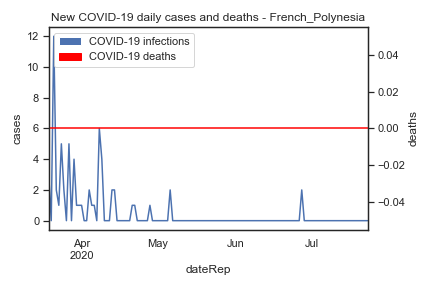 New COVID-19 daily cases and deaths - French_Polynesia
COVID-19 infections
COVID-19 deaths
12
10
8
6
4
2
0
cases
0.04
0.02
0.00
−0.02
−0.04
deaths
Apr
2020
May
Jun
Jul
dateRep